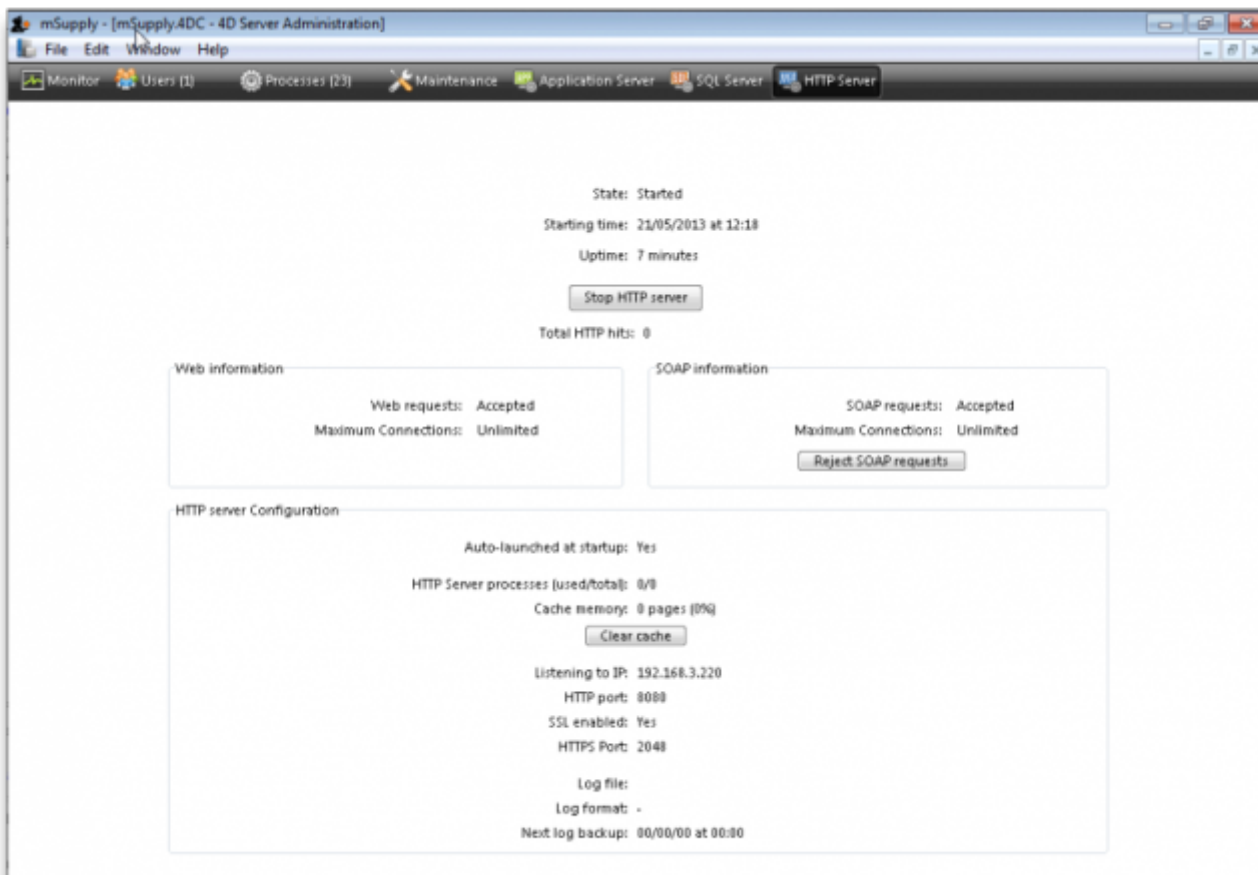 mSupply - [mSupply.4DC - 4D Server Administration]
File Edit Window Help
Monitor Users (1) Processes (23) Maintenance Application Server SQL Server HTTP Server
State: Started
Starting time: 21/05/2013 at 12:18
Uptime: 7 minutes
Stop HTTP server
Total HTTP hits: 0
Web information
Web requests: Accepted
Maximum Connections: Unlimited
SOAP information
SOAP requests: Accepted
Maximum Connections: Unlimited
Reject SOAP requests
HTTP server Configuration
Auto-launched at startup: Yes
HTTP Server processes (used/total): 0/0
Cache memory: 0 pages (0%)
Clear cache
Listening to IP: 192.168.3.220
HTTP port: 8080
SSL enabled: Yes
HTTPS Port: 2048
Log file:
Log format: -
Next log backup: 00/00/00 at 00:00